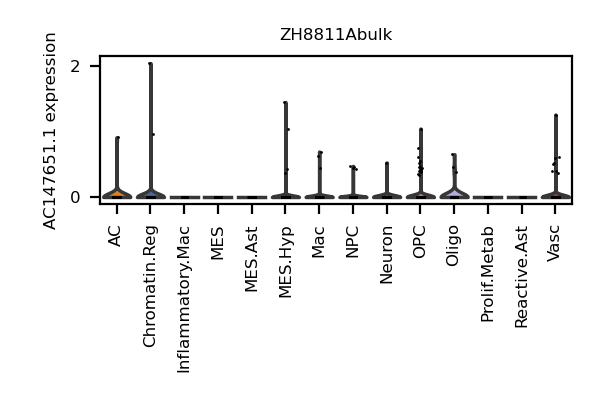 ZH8811Abulk
AC147651.1 expression
2
0
AC
Chromatin.Reg
Inflammatory.Mac
MES
MES.Ast
MES.Hyp
Mac
NPC
Neuron
OPC
Oligo
Prolif.Metab
Reactive.Ast
Vasc